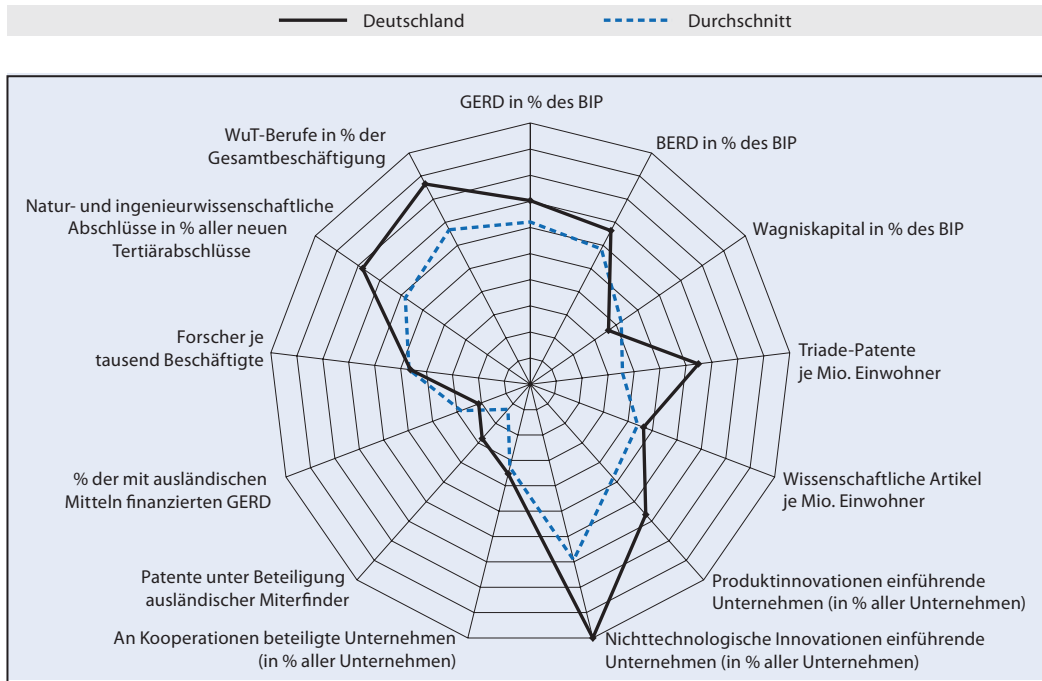 Deutschland
Durchschnitt
GERD in % des BIP
BERD in % des BIP
Wagniskapital in % des BIP
Triade-Patente
je Mio. Einwohner
Wissenschaftliche Artikel
je Mio. Einwohner
Produktinnovationen einführende
Unternehmen (in % aller Unternehmen)
Nichttechnologische Innovationen einführende
Unternehmen (in % aller Unternehmen)
An Kooperationen beteiligte Unternehmen
(in % aller Unternehmen)
Patente unter Beteiligung
ausländischer Miterfinder
% der mit ausländischen
Mitteln finanzierten GERD
Forscher je
tausend Beschäftigte
Natur- und ingenieurwissenschaftliche
Abschlüsse in % aller neuen
Tertiärabschlüsse
WuT-Berufe in % der
Gesamtbeschäftigung